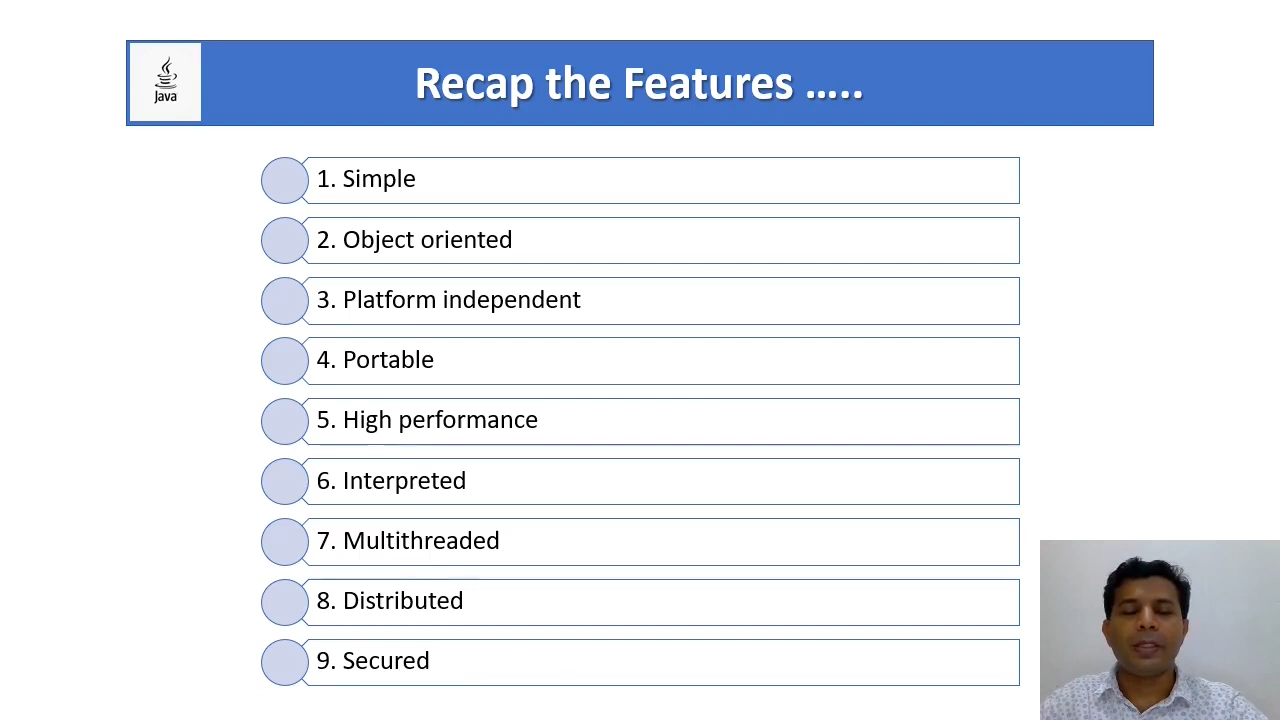 Java
Recap the Features .....
1. Simple
2. Object oriented
3. Platform independent
4. Portable
5. High performance
6. Interpreted
7. Multithreaded
8. Distributed
9. Secured